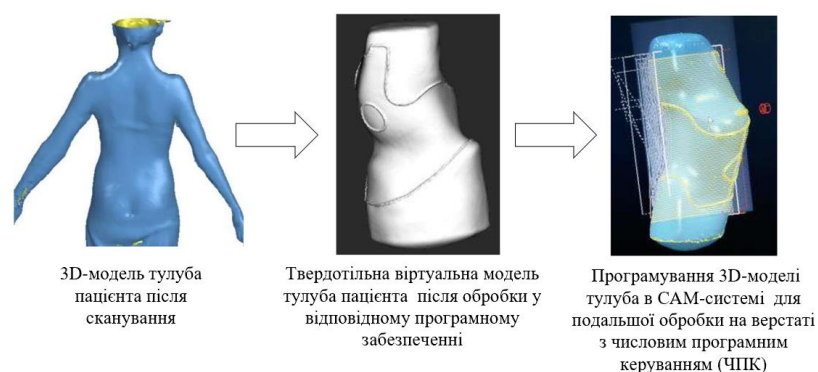 3D-модель тулуба
пацієнта після
сканування
Твердотільна віртуальна модель
тулуба пацієнта після обробки у
відповідному програмному
забезпеченні
Програмування 3D-моделі
тулуба в CAM-системі для
подальшої обробки на верстаті
з числовим програмним
керуванням (ЧПК)